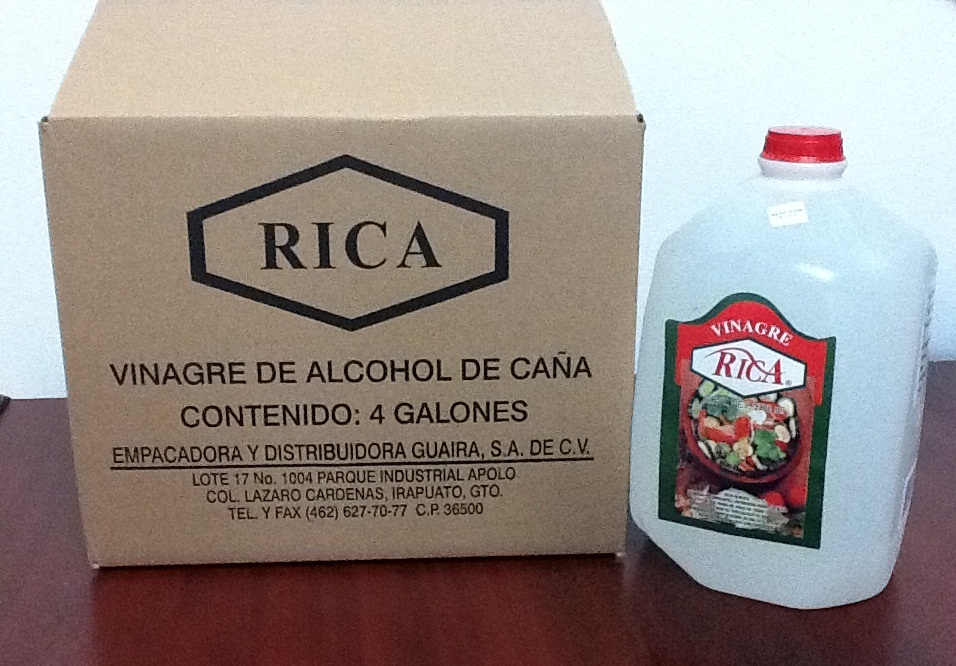 RICA
VINAGRE DE ALCOHOL DE CAÑA
CONTENIDO: 4 GALONES
EMPACADORA Y DISTRIBUIDORA GUAIRA, S.A. DE C.V.
LOTE 17 No. 1004 PARQUE INDUSTRIAL APOLO
COL. LAZARO CARDENAS, IRAPUATO, GTO.
TEL. Y FAX (462) 627-70-77 C.P. 36500
VINAGRE
RICA®